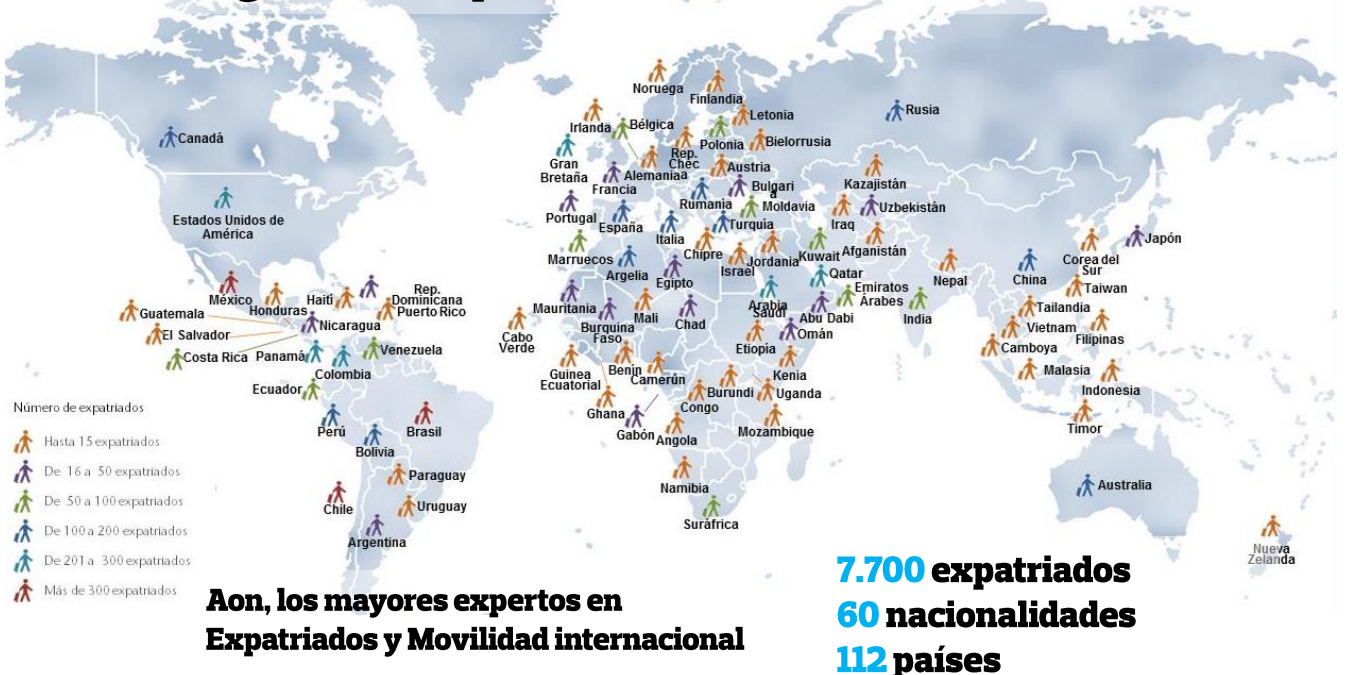 Noruega
Finlandia
Letonia
Rusia
Irlanda
Bélgica
Canadá
Polonia
Bielorrusia
Gran
Bretaña
Rep.
Chec
a
Alemania
Austria
Francia
Kazajistán
Bulgari
a
Rumanía
Moldavia
Uzbekistán
Estados Unidos de
América
Portugal
España
Turquía
Iraq
Italia
Japón
Marruecos
Chipre
Israel
Jordania
Kuwait
Afganistán
Corea del
Sur
Argelia
Egipto
Qatar
Nepal
China
Taiwan
México
Honduras
Haití
Rep.
Dominicana
Puerto Rico
Guatemala
Nicaragua
El Salvador
Mauritania
Burquina
Faso
Mali
Chad
Arabia
Saudí
Emiratos
Árabes
Abu Dabi
Omán
India
Tailandia
Vietnam
Filipinas
Camboya
Cabo
Verde
Etiopía
Costa Rica
Panamá
Venezuela
Colombia
Guinea
Ecuatorial
Benín
Camerún
Kenia
Malasia
Indonesia
Ecuador
Burundi
Uganda
Congo
Ghana
Gabón
Angola
Mozambique
Timor
Perú
Brasil
Bolivia
Paraguay
Namibia
Australia
Chile
Uruguay
Suráfrica
Argentina
Nueva
Zelanda
Número de expatriados
Hasta 15 expatriados
De 16 a 50 expatriados
De 50 a 100 expatriados
De 100 a 200 expatriados
De 201 a 300 expatriados
Más de 300 expatriados
Aon, los mayores expertos en
Expatriados y Movilidad internacional
7.700 expatriados
60 nacionalidades
112 países